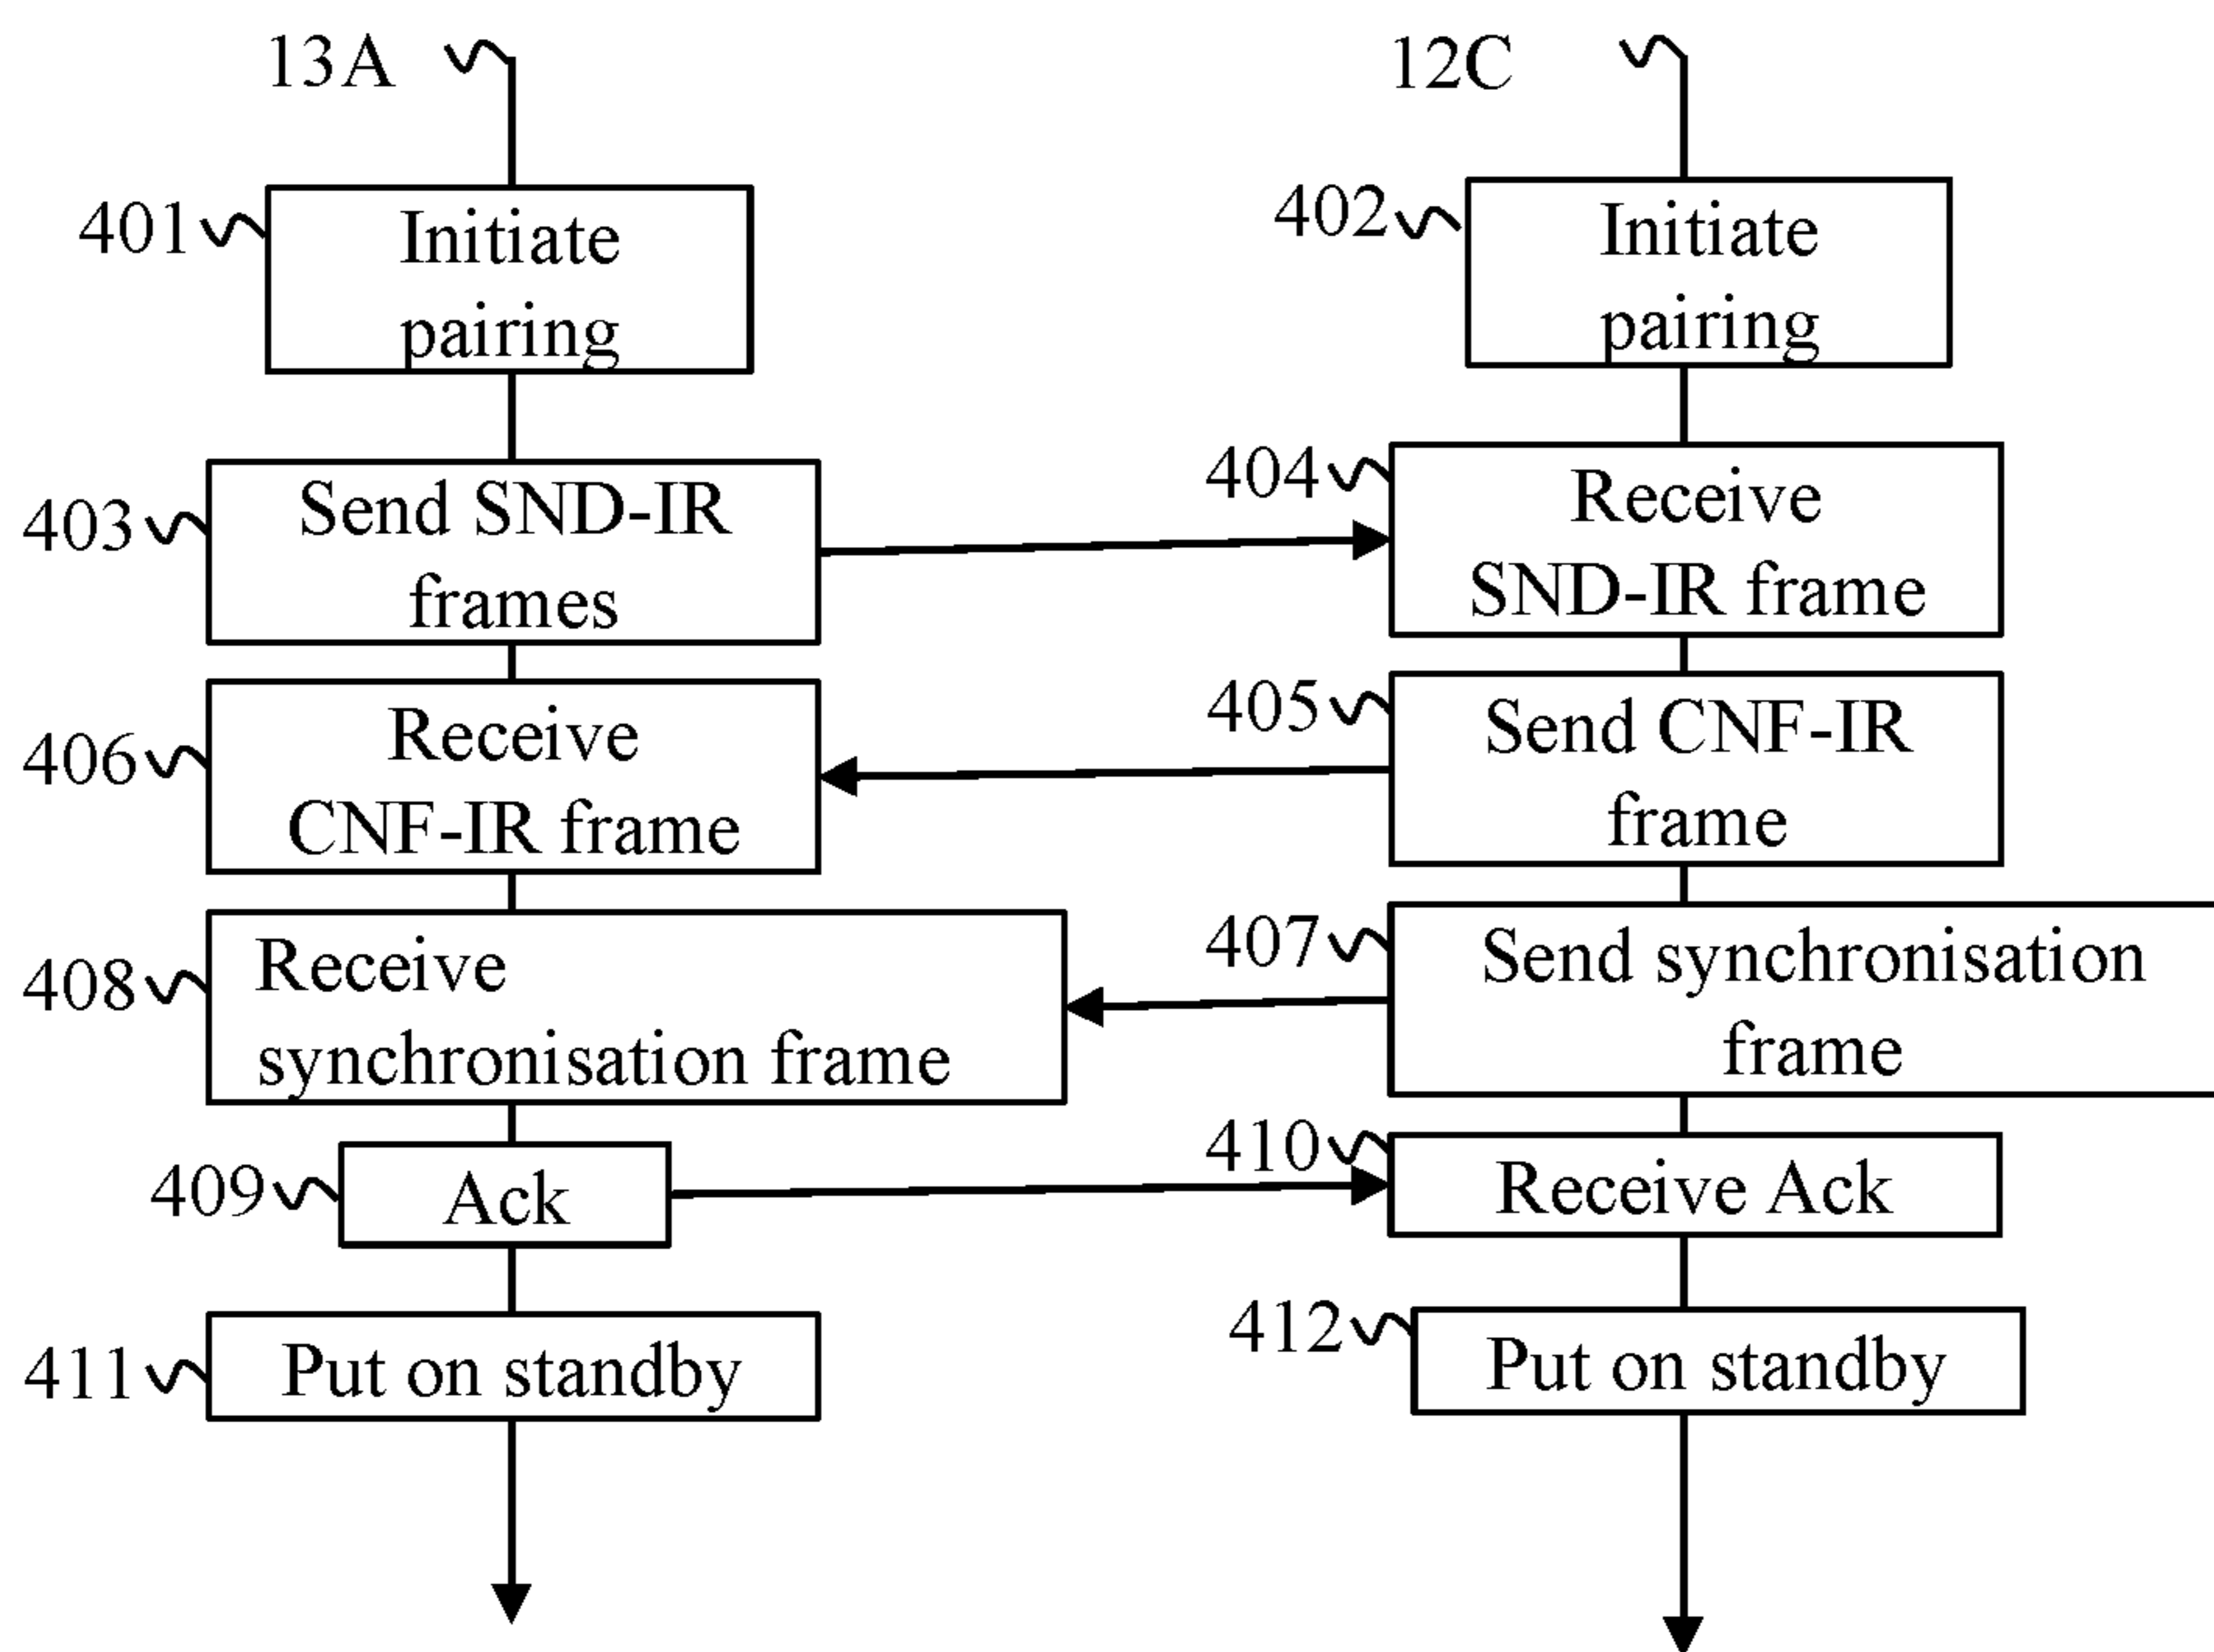 13A
12C
401
Initiate
pairing
402
Initiate
pairing
403
Send SND-IR
frames
404
Receive
SND-IR frame
406
Receive
CNF-IR frame
405
Send CNF-IR
frame
408
Receive
synchronisation frame
407
Send synchronisation
frame
409
Ack
410
Receive Ack
411
Put on standby
412
Put on standby